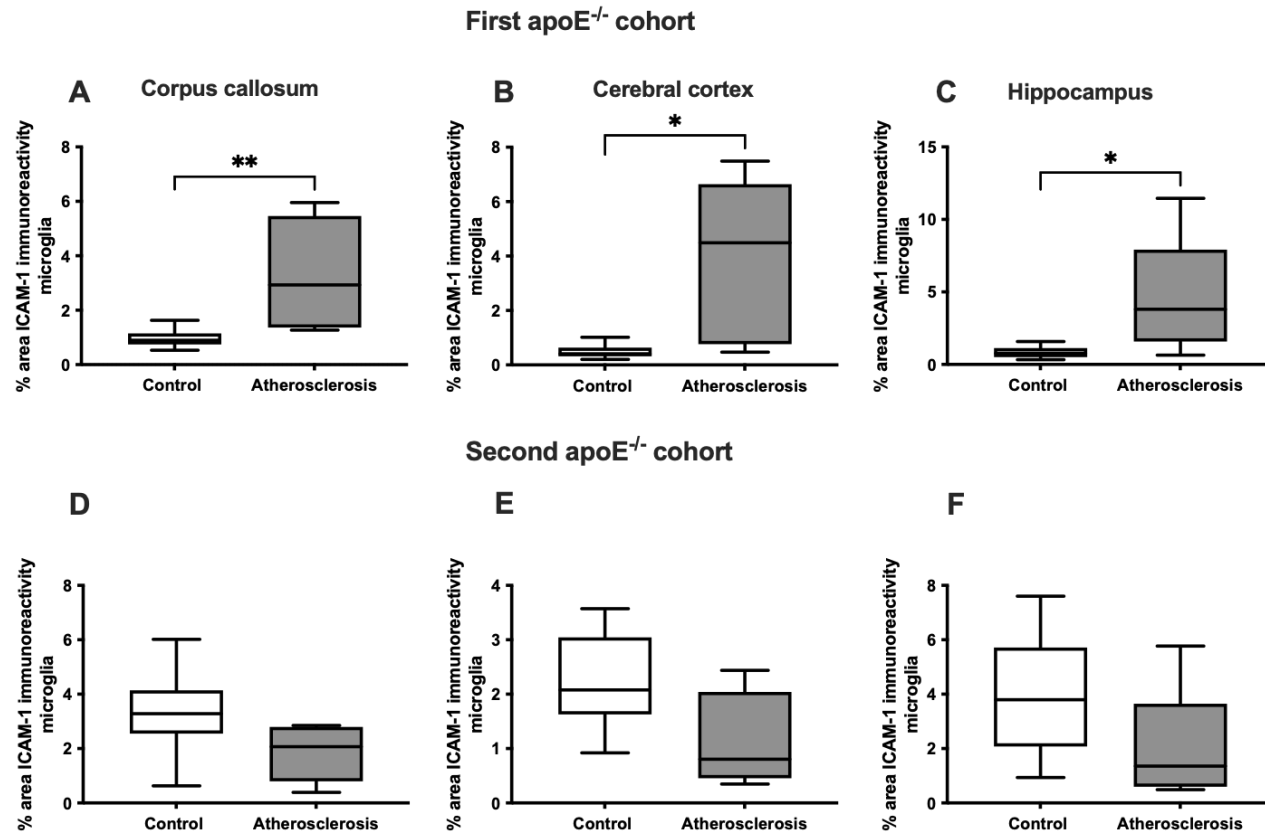 First apoE-/- cohort
A Corpus callosum
B Cerebral cortex
C Hippocampus
% area ICAM-1 immunoreactivity
microglia
8
6
4
2
0
**
Control Atherosclerosis
% area ICAM-1 immunoreactivity
microglia
8
6
4
2
0
*
Control Atherosclerosis
% area ICAM-1 immunoreactivity
microglia
15
10
5
0
*
Control Atherosclerosis
Second apoE-/- cohort
D
E
F
% area ICAM-1 immunoreactivity
microglia
8
6
4
2
0
Control Atherosclerosis
% area ICAM-1 immunoreactivity
microglia
4
3
2
1
0
Control Atherosclerosis
% area ICAM-1 immunoreactivity
microglia
8
6
4
2
0
Control Atherosclerosis